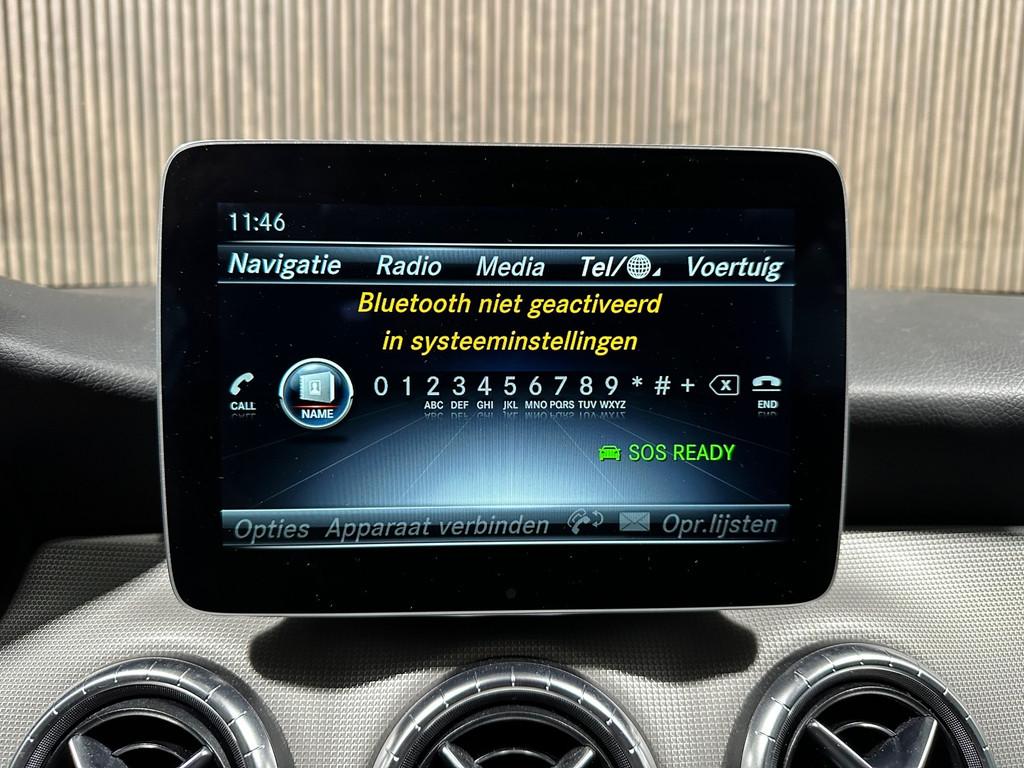 11:46
Navigatie Radio Media Tel/ Voertuig
Bluetooth niet geactiveerd
in systeeminstellingen
0 1 2 3 4 5 6 7 8 9 * # +
CALL NAME ABC DEF GHI JKL MNO PQRS TUV WXYZ END
SOS READY
Opties Apparaat verbinden Opr.lijsten